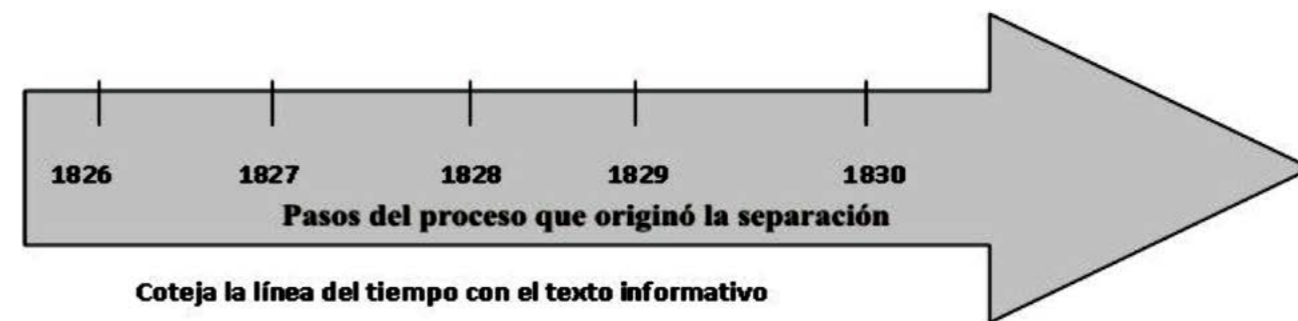 1826 1827 1828 1829 1830
Pasos del proceso que originó la separación
Coteja la línea del tiempo con el texto informativo